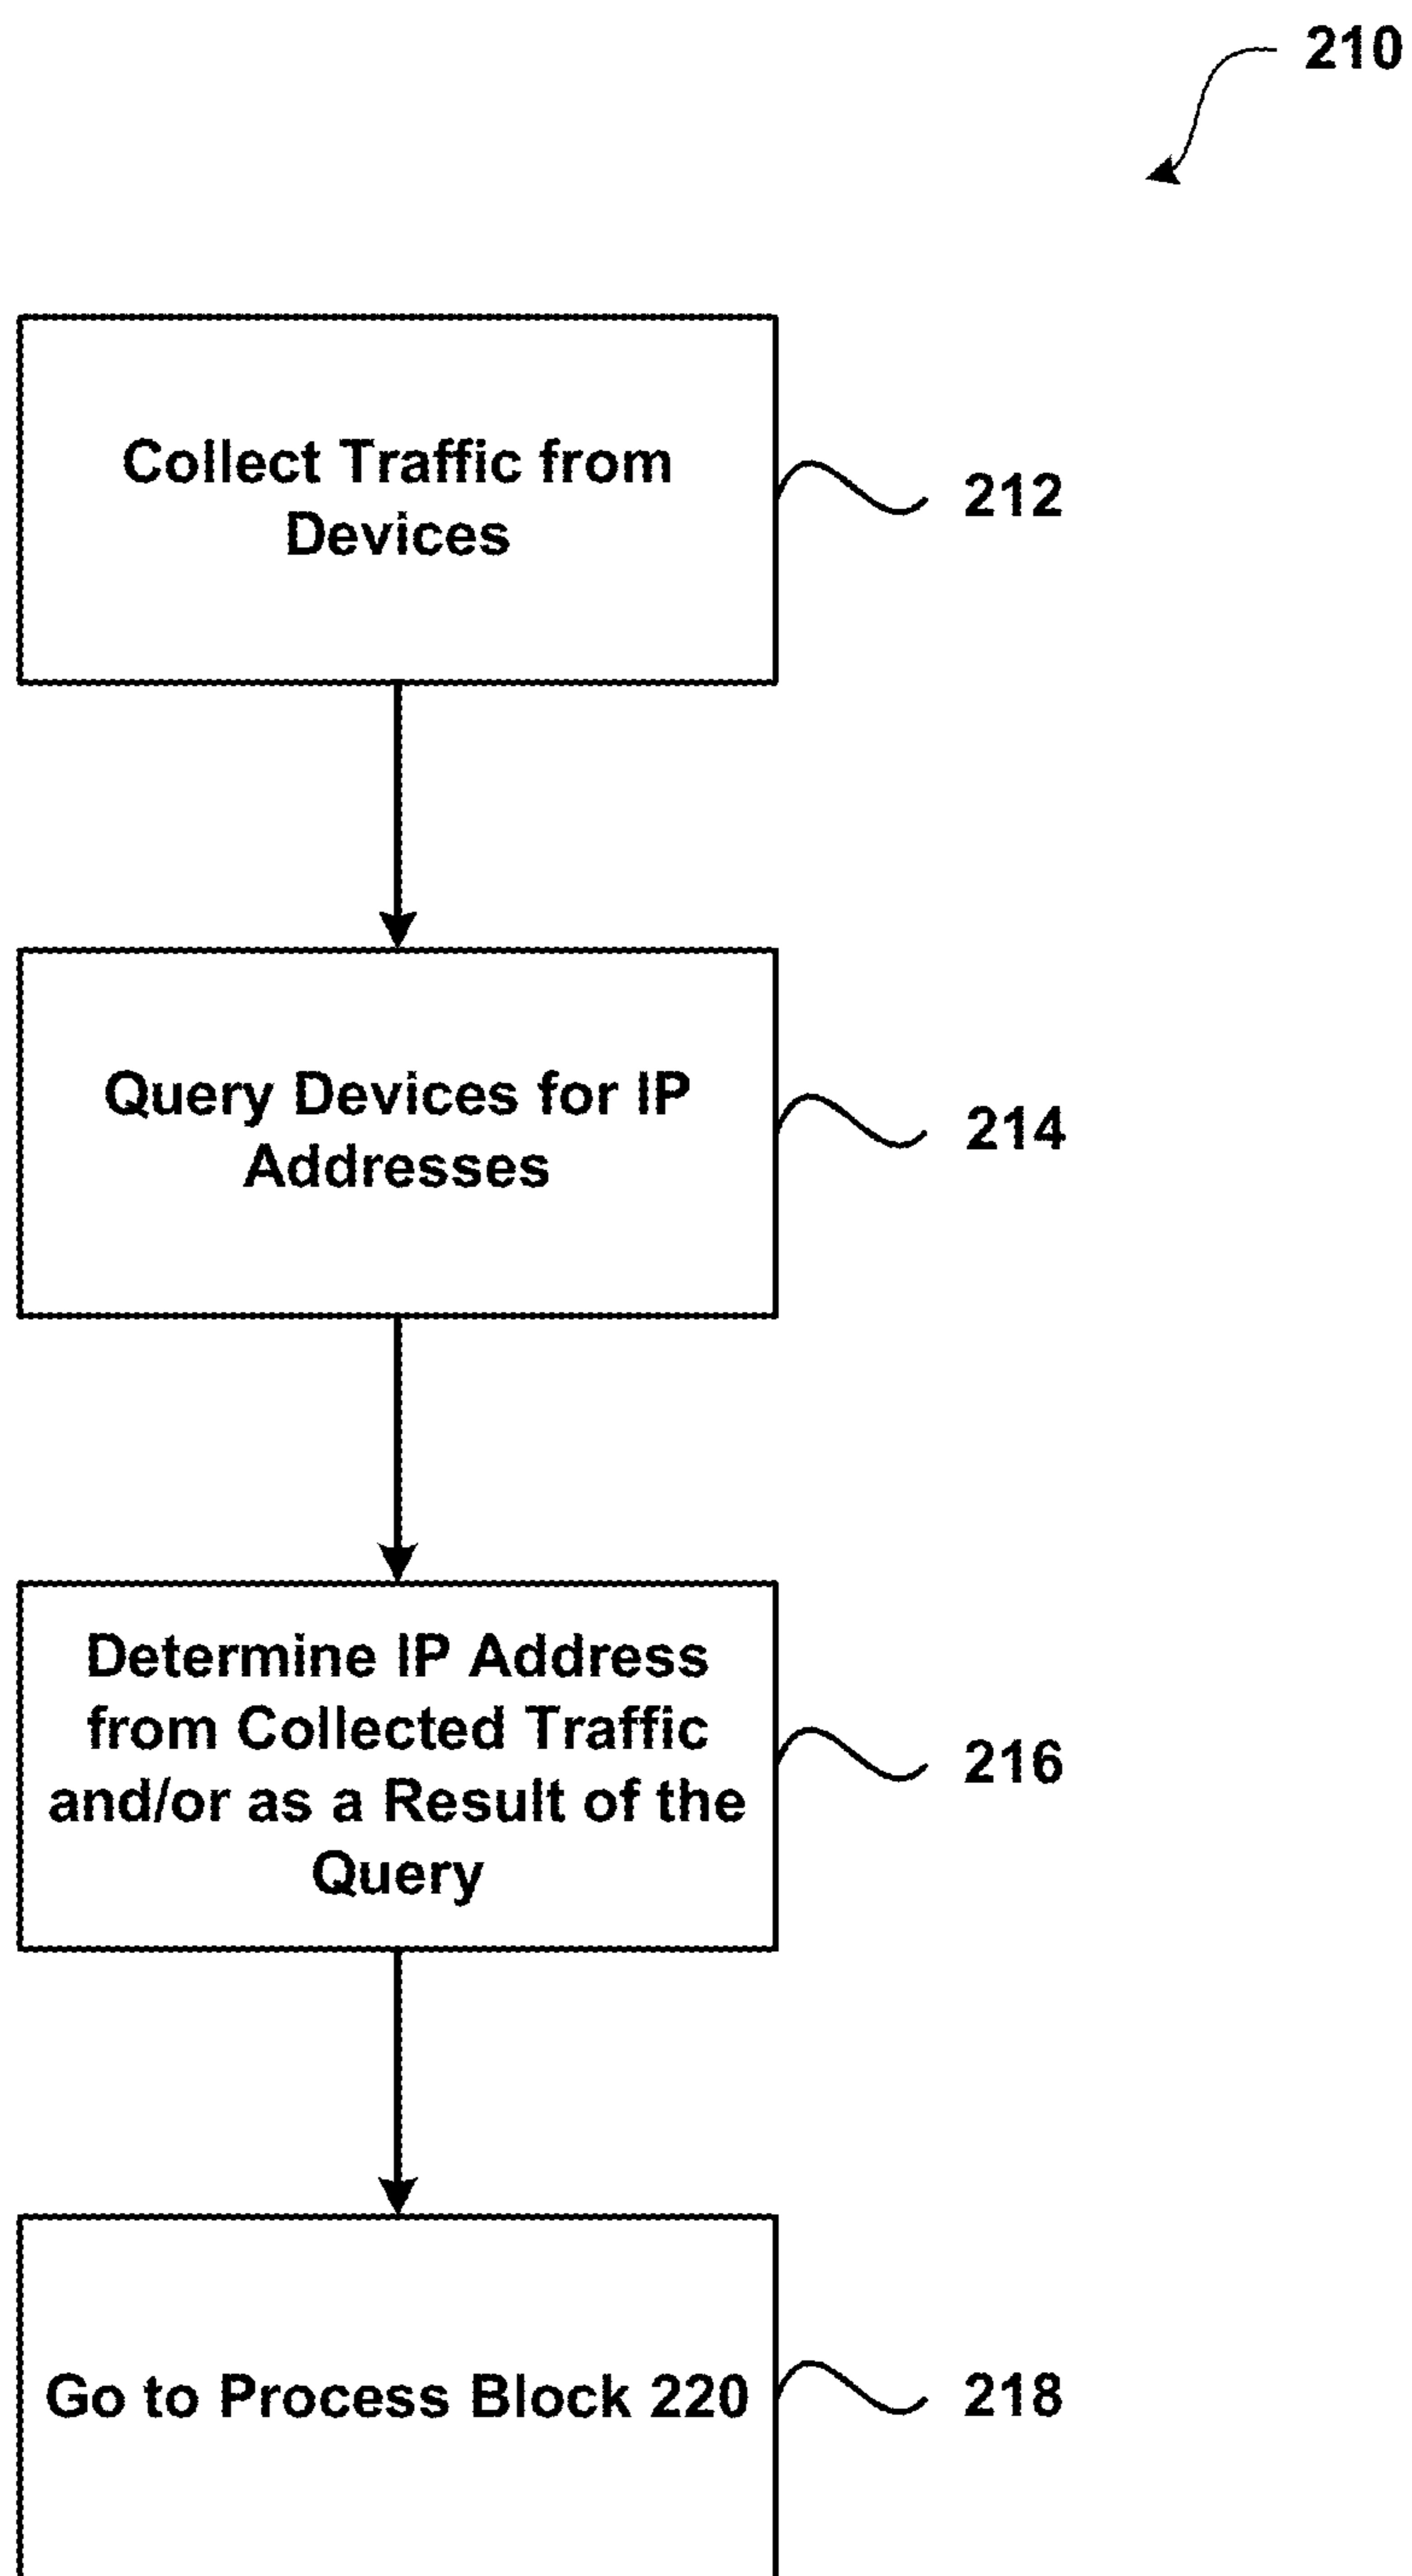 210
Collect Traffic from
Devices
212
Query Devices for IP
Addresses
214
Determine IP Address
from Collected Traffic
and/or as a Result of the
Query
216
Go to Process Block 220
218